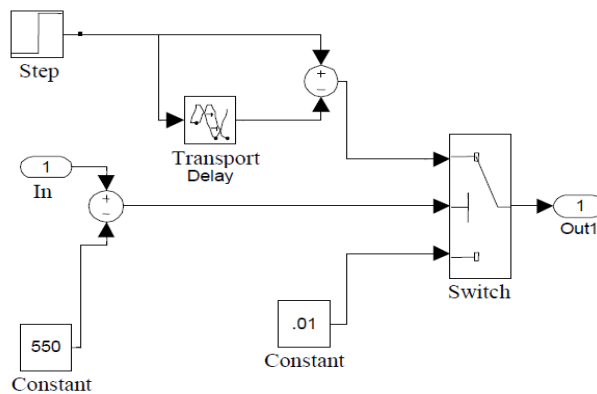 Step
+
−
Transport
Delay
1
In
+
−
1
Out1
Switch
.01
Constant
550
Constant